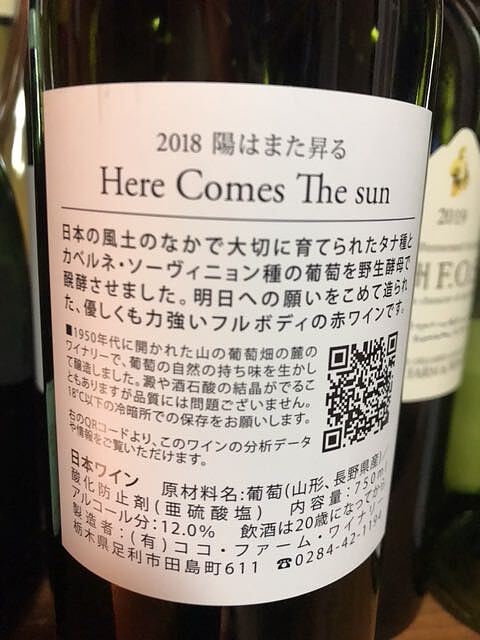 2018 陽はまた昇る
Here Comes The sun
日本の風土のなかで大切に育てられたタナ種と
カベルネ・ソーヴィニョン種の葡萄を野生酵母で
醗酵させました。明日への願いをこめて造られ
た、優しくも力強いフルボディの赤ワインです。
■1950年代に開かれた山の葡萄畑の麓の
ワイナリーで、葡萄の自然の持ち味を生かし
て醸造しました。澱や酒石酸の結晶がでるこ
ともありますが品質には問題ございません。
18℃以下の冷暗所での保存をお願いします。
右のQRコードより、このワインの分析データ
や情報をご覧いただけます。
日本ワイン 原材料名:葡萄(山形、長野県産)/
酸化防止剤(亜硫酸塩) 内容量:750m
アルコール分:12.0% 飲酒は20歳になってから
製造者:(有)ココ・ファーム・ワイナリー
栃木県足利市田島町611 ☎0284-42-1194
2019